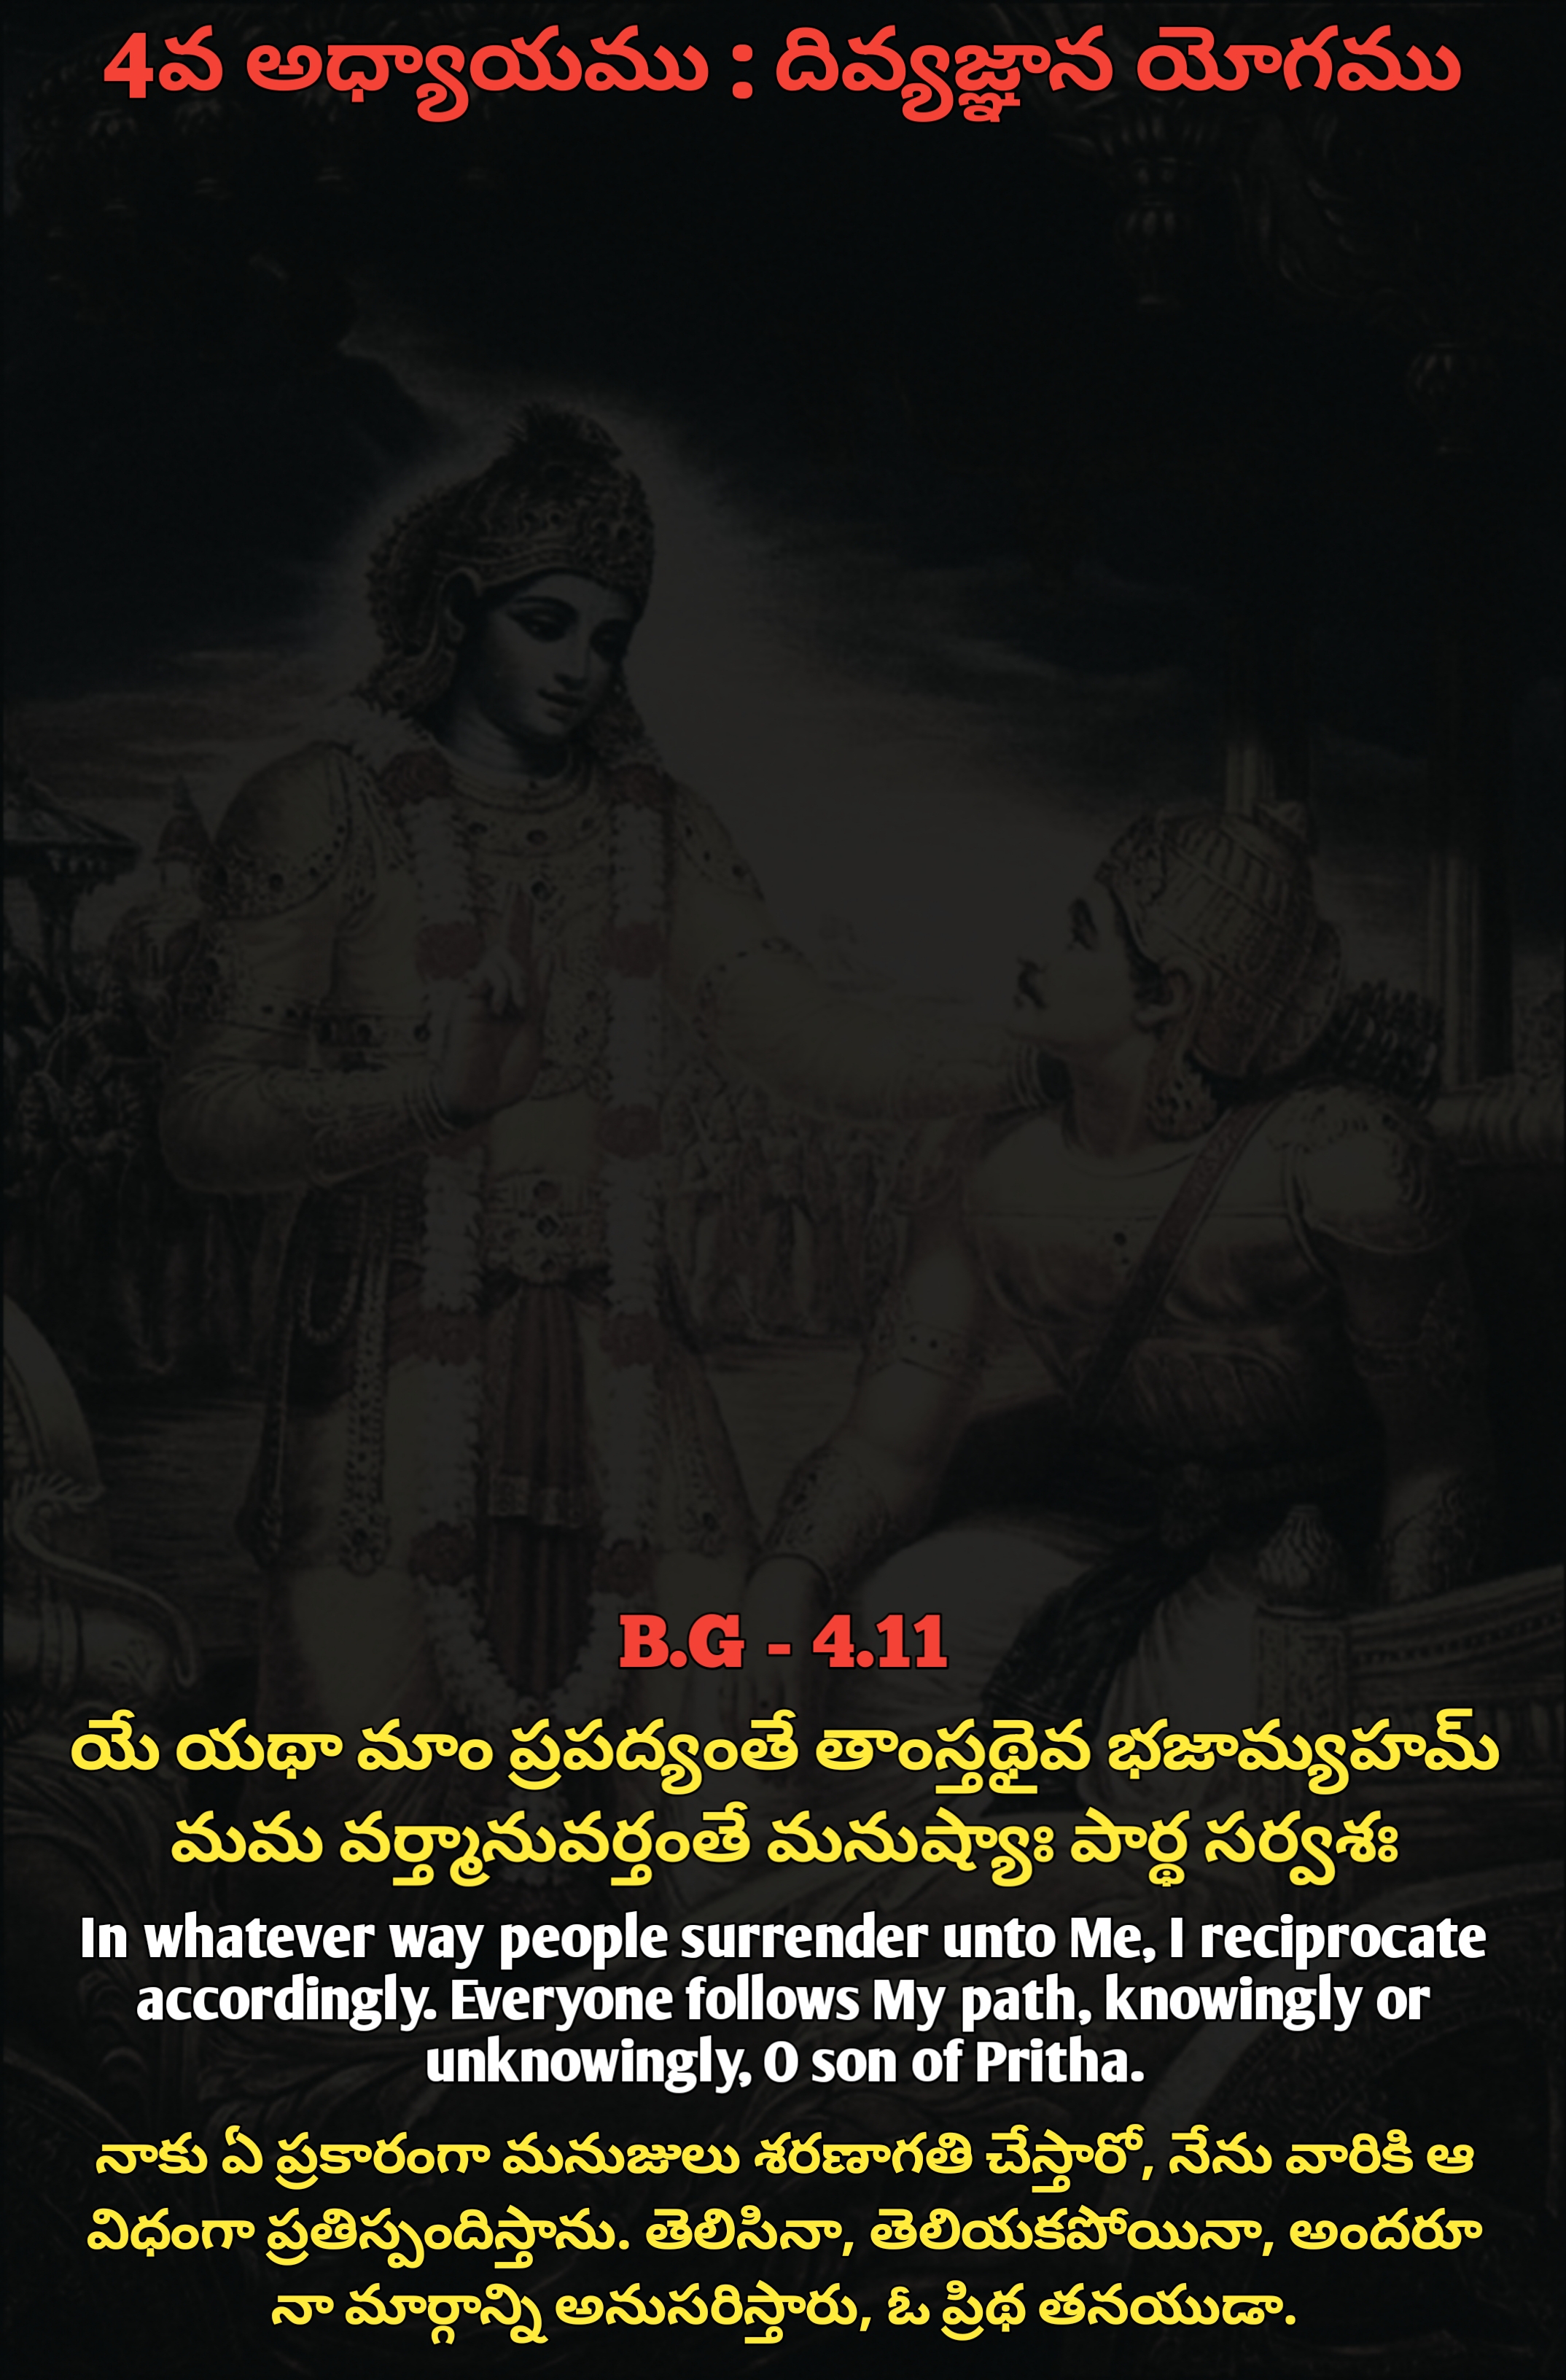 4వ అధ్యాయము : దివ్యజ్ఞాన యోగము
B.G - 4.11
యే యథా మాం ప్రపద్యంతే తాంస్తథైవ భజామ్యహమ్
మమ వర్త్మానువర్తంతే మనుష్యాః పార్థ సర్వశః
In whatever way people surrender unto Me, I reciprocate
accordingly. Everyone follows My path, knowingly or
unknowingly, O son of Pritha.
నాకు ఏ ప్రకారంగా మనుజులు శరణాగతి చేస్తారో, నేను వారికి ఆ
విధంగా ప్రతిస్పందిస్తాను. తెలిసినా, తెలియకపోయినా, అందరూ
నా మార్గాన్ని అనుసరిస్తారు, ఓ ప్రిథ తనయుడా.